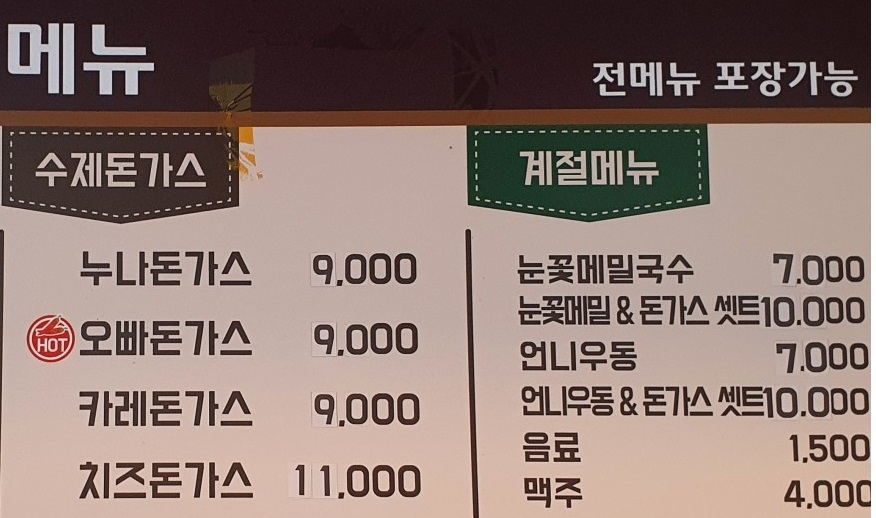 메뉴
전메뉴 포장가능
수제돈가스
누나돈가스 9,000
HOT 오빠돈가스 9,000
카레돈가스 9,000
치즈돈가스 11,000
계절메뉴
눈꽃메밀국수 7.000
눈꽃메밀 & 돈가스 셋트 10.000
언니우동 7.000
언니우동 & 돈가스 셋트 10.000
음료 1,500
맥주 4,000